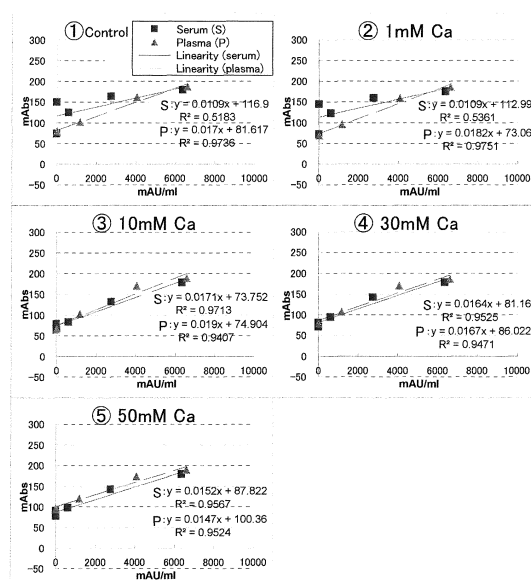 ① Control
Serum (S)
Plasma (P)
Linearity (serum)
Linearity (plasma)
mAbs
300
250
200
150
100
50
0
−50
S: y = 0.0109x + 116.9
R² = 0.5183
P: y = 0.017x + 81.617
R² = 0.9736
0 2000 4000 6000 8000 10000
mAU/ml
② 1mM Ca
mAbs
300
250
200
150
100
50
0
−50
S: y = 0.0109x + 112.99
R² = 0.5361
P: y = 0.0182x + 73.06
R² = 0.9751
0 2000 4000 6000 8000 10000
mAU/ml
③ 10mM Ca
mAbs
300
250
200
150
100
50
0
−50
S: y = 0.0171x + 73.752
R² = 0.9713
P: y = 0.019x + 74.904
R² = 0.9407
0 2000 4000 6000 8000 10000
mAU/ml
④ 30mM Ca
mAbs
300
250
200
150
100
50
0
−50
S: y = 0.0164x + 81.16
R² = 0.9525
P: y = 0.0167x + 86.022
R² = 0.9471
0 2000 4000 6000 8000 10000
mAU/ml
⑤ 50mM Ca
mAbs
300
250
200
150
100
50
0
−50
S: y = 0.0152x + 87.822
R² = 0.9567
P: y = 0.0147x + 100.36
R² = 0.9524
0 2000 4000 6000 8000 10000
mAU/ml